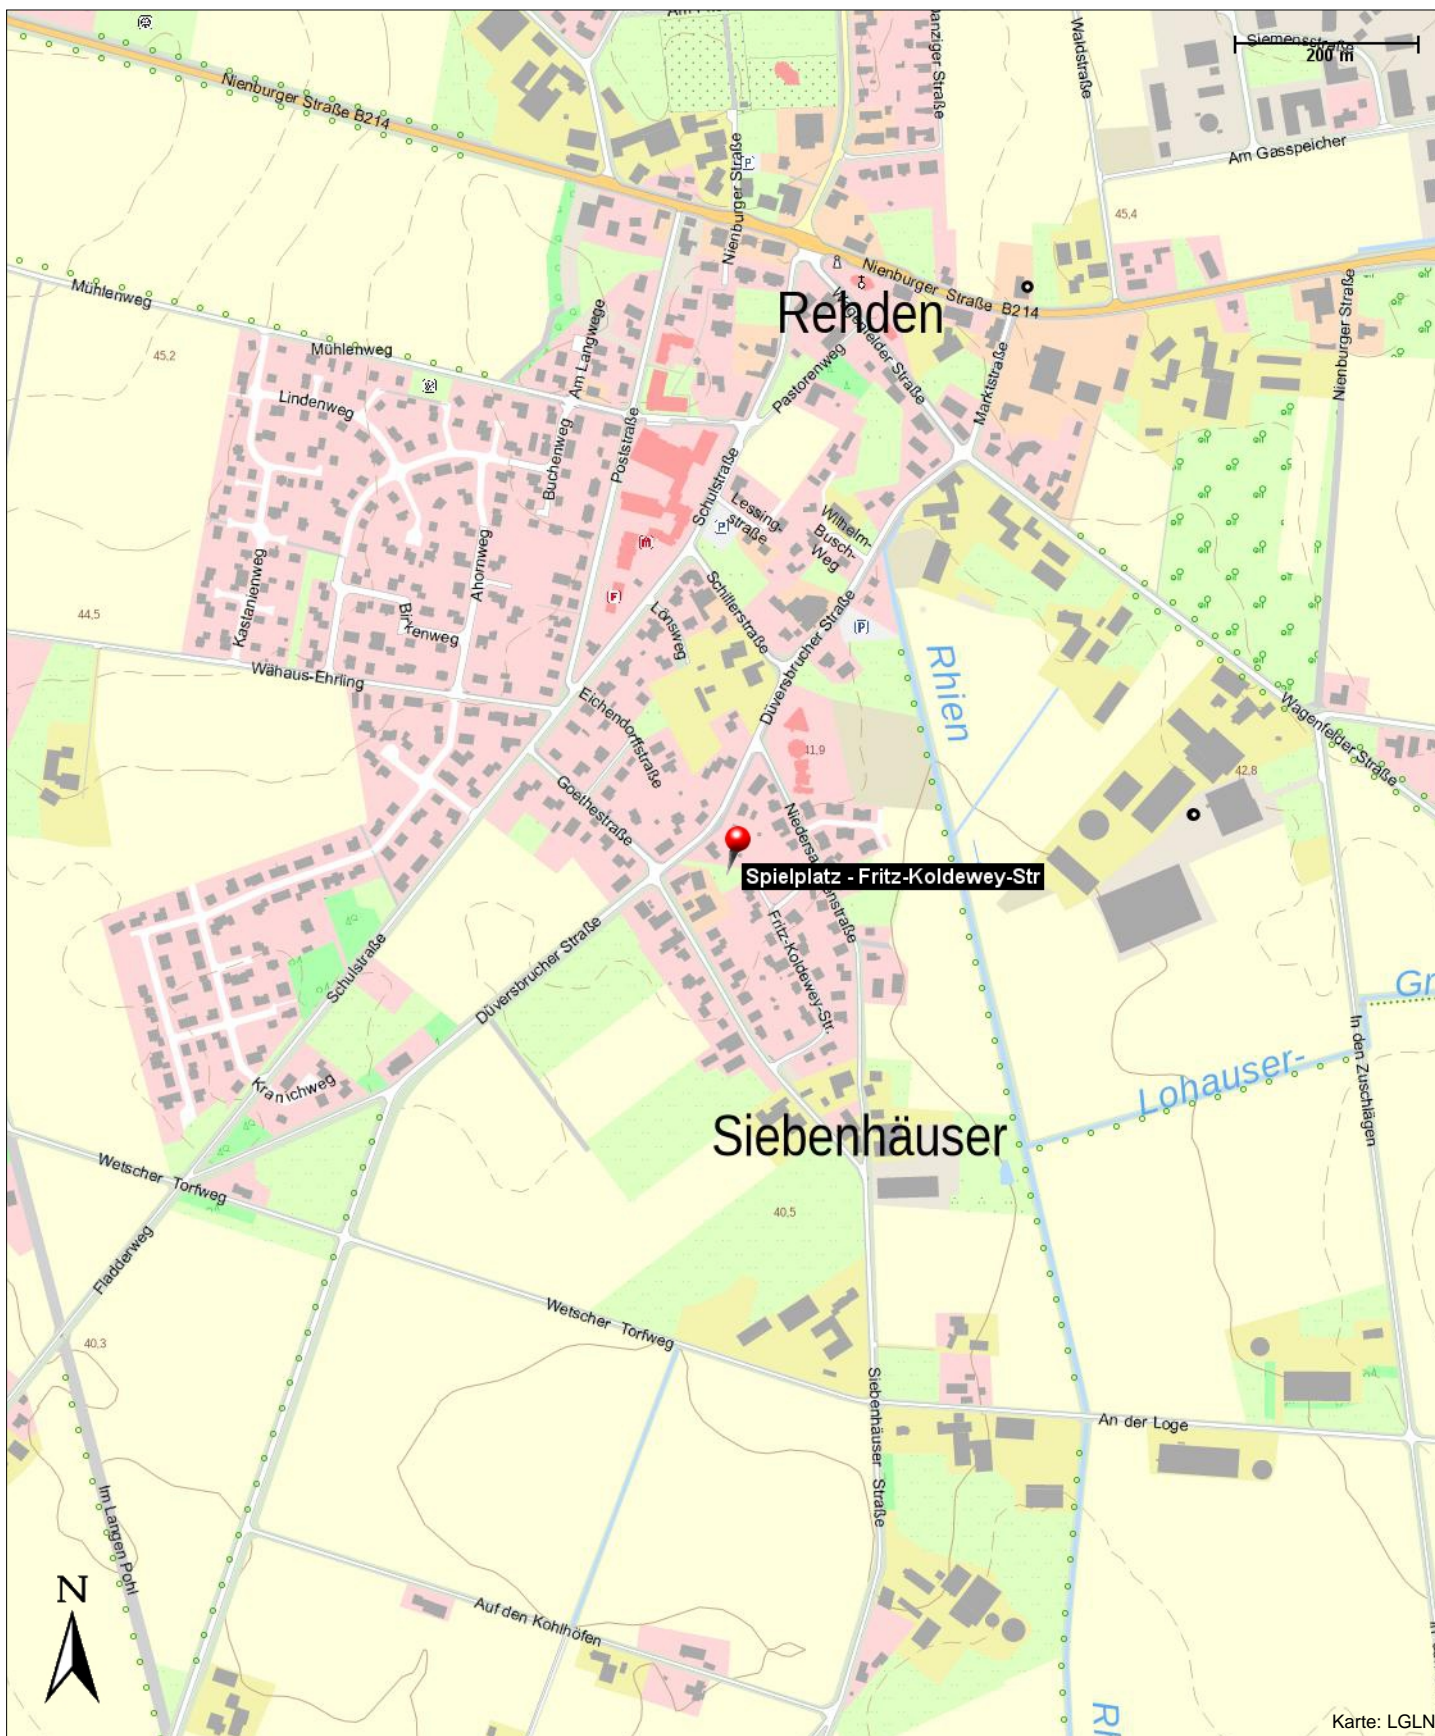 Siemensstraße
200 m
Waldstraße
Nienburger Straße B214
Am Gasspeicher
Nienburger Straße
45,4
Nienburger Straße B214
Mühlenweg
Rehden
Wagenfelder Straße
Nienburger Straße
45,2
Mühlenweg
Am Langwege
Pastorenweg
Marktstraße
Lindenweg
Poststraße
Buchenweg
Schulstraße
Lessing-
straße
Wilhelm-
Busch-
Weg
P
P
F
P
Ahornweg
Kastanienweg
Birkenweg
44,5
Lönsweg
Schillerstraße
Düversbrucher Straße
Rhien
Wähaus-Ehrling
Eichendorffstraße
Wagenfelder Straße
41,9
42,8
Goethestraße
Spielplatz - Fritz-Koldewey-Str
Fritz-Koldewey-Str.
Düversbrucher Straße
Schulstraße
In den Zuschlägen
Lohauser-
Kranichweg
Siebenhäuser
Wetscher Torfweg
40,5
Fladderweg
Wetscher Torfweg
40,3
Siebenhäuser Straße
An der Loge
Im Langen Pohl
N
Auf den Kohlhöfen
Karte: LGLN